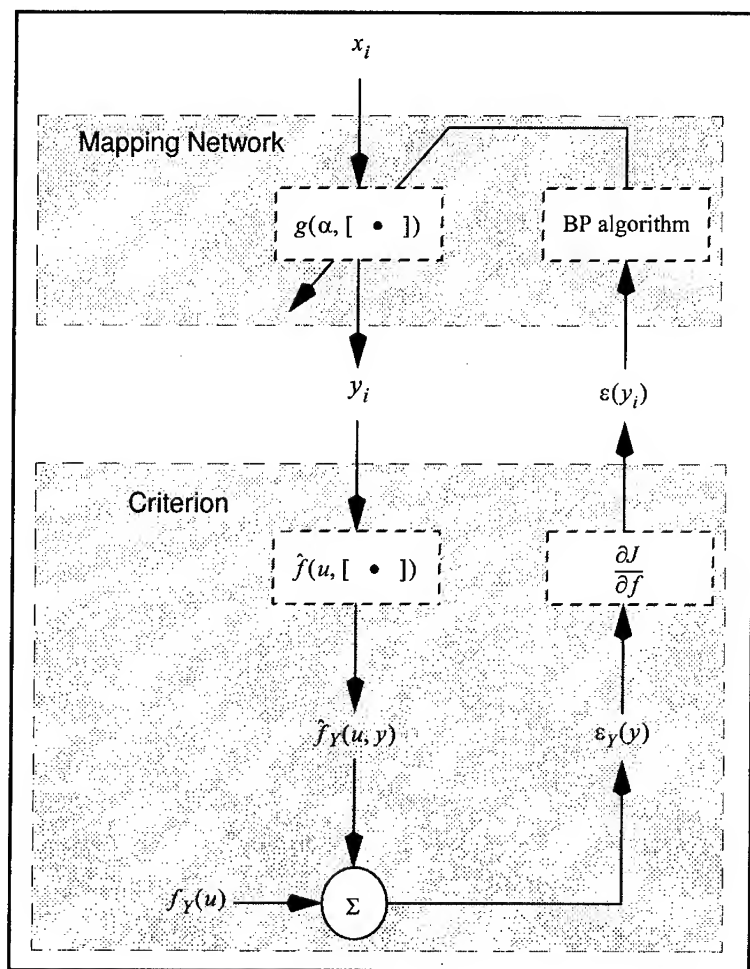 x_i
Mapping Network
g(α, [ • ])
BP algorithm
y_i
ε(y_i)
Criterion
f̂(u, [ • ])
∂J
∂f
f̂_Y(u, y)
ε_Y(y)
f_Y(u)
Σ